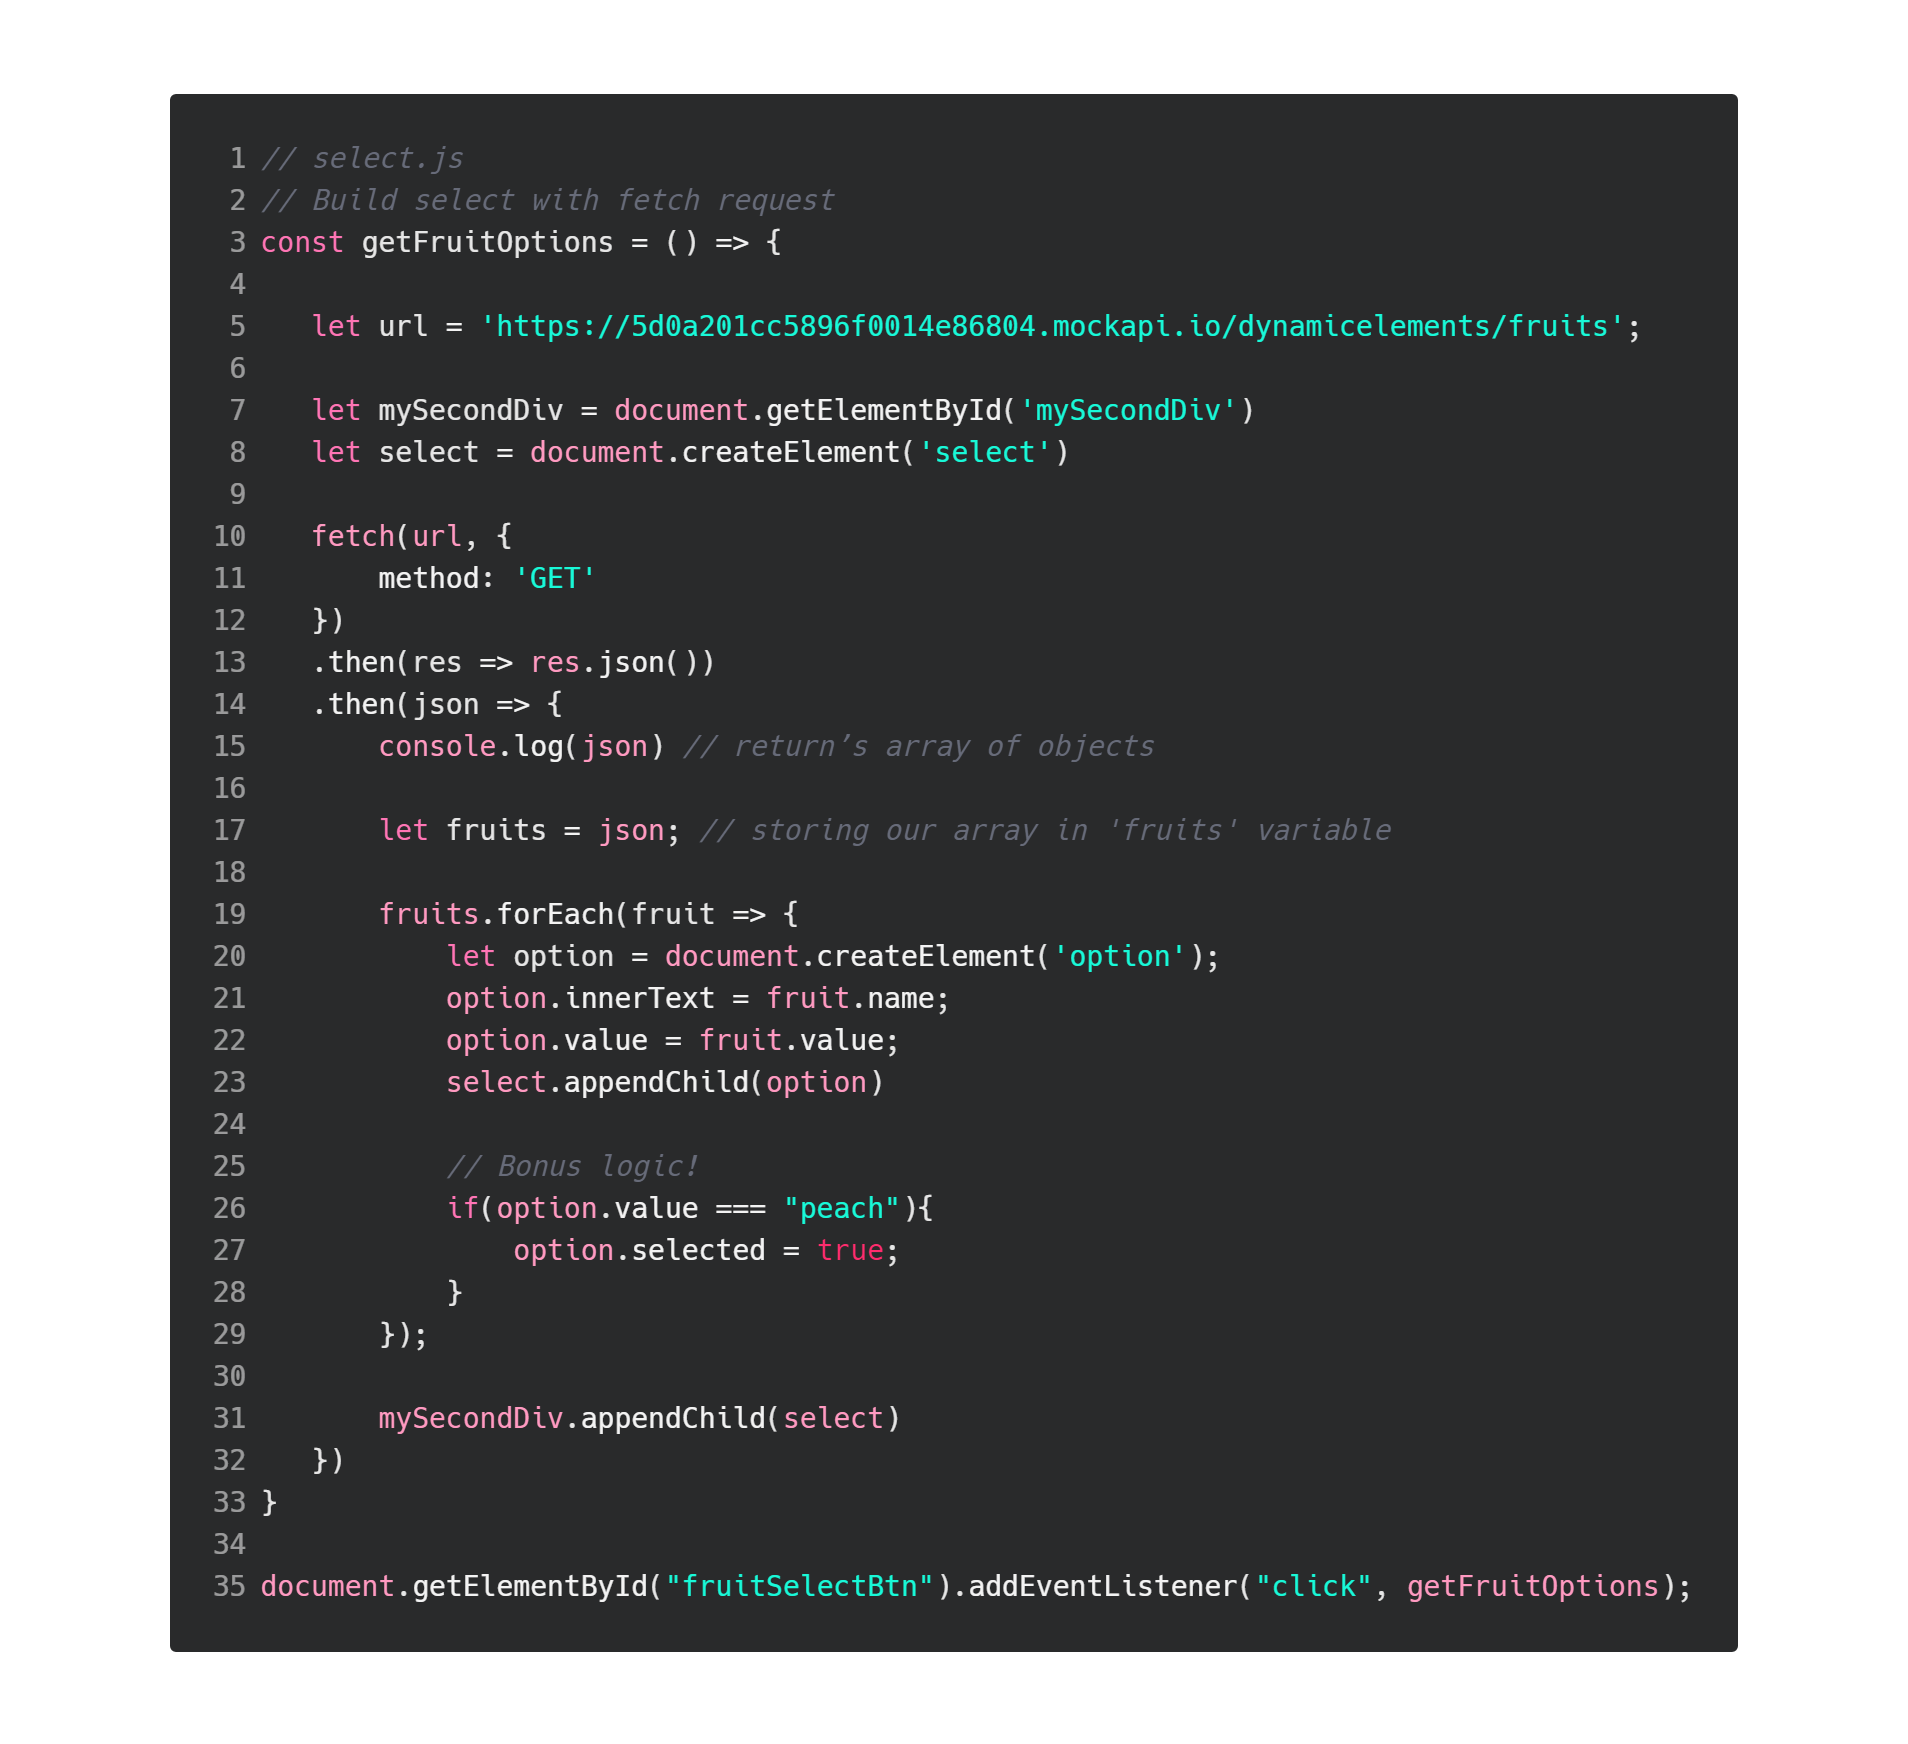 1 // select.js
2 // Build select with fetch request
3 const getFruitOptions = () => {
4
5    let url = 'https://5d0a201cc5896f0014e86804.mockapi.io/dynamicelements/fruits';
6
7    let mySecondDiv = document.getElementById('mySecondDiv')
8    let select = document.createElement('select')
9
10    fetch(url, {
11        method: 'GET'
12    })
13    .then(res => res.json())
14    .then(json => {
15        console.log(json) // return’s array of objects
16
17        let fruits = json; // storing our array in 'fruits' variable
18
19        fruits.forEach(fruit => {
20            let option = document.createElement('option');
21            option.innerText = fruit.name;
22            option.value = fruit.value;
23            select.appendChild(option)
24
25            // Bonus logic!
26            if(option.value === "peach"){
27                option.selected = true;
28            }
29        });
30
31        mySecondDiv.appendChild(select)
32    })
33 }
34
35 document.getElementById("fruitSelectBtn").addEventListener("click", getFruitOptions);